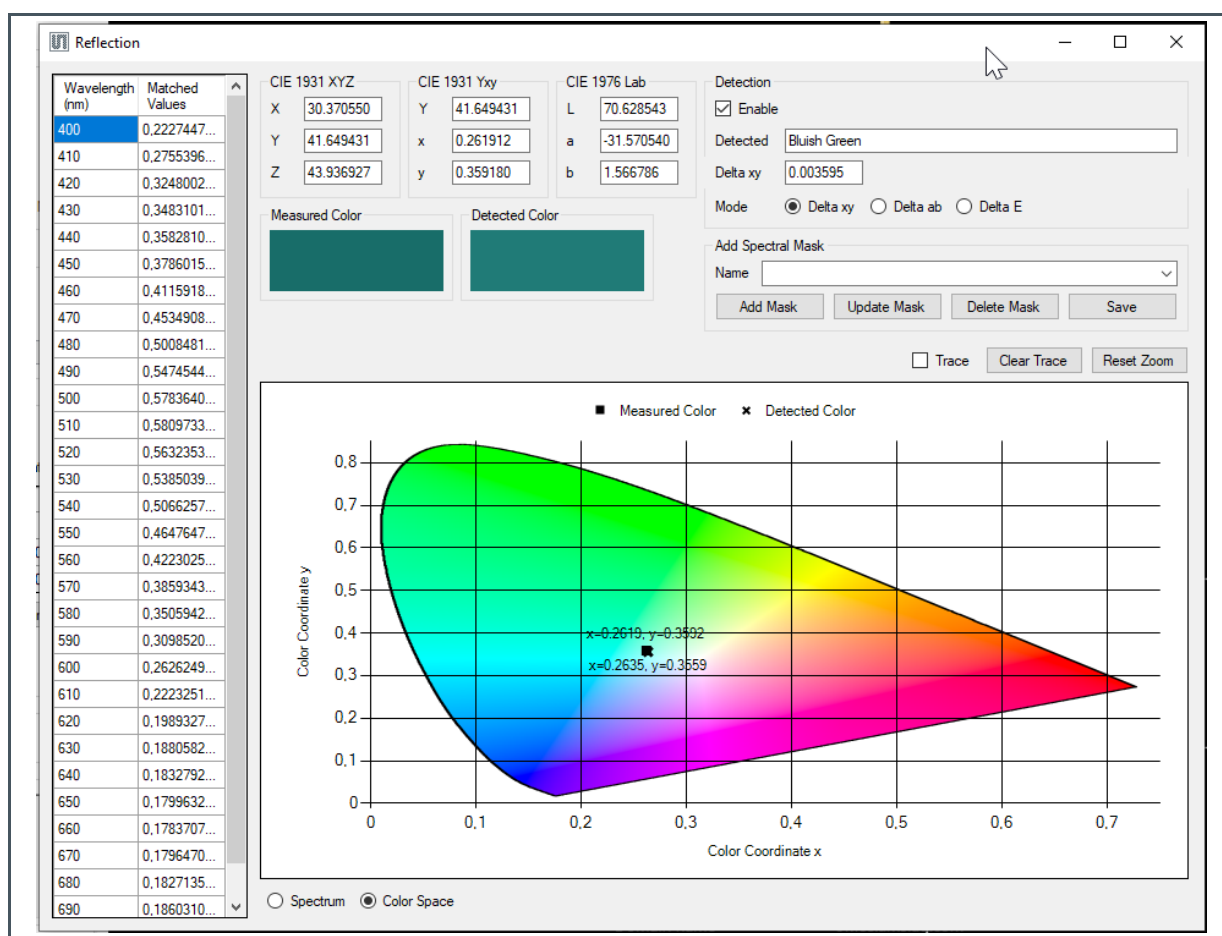 Reflection
Wavelength (nm) Matched Values
400 0,2227447...
410 0,2755396...
420 0,3248002...
430 0,3483101...
440 0,3582810...
450 0,3786015...
460 0,4115918...
470 0,4534908...
480 0,5008481...
490 0,5474544...
500 0,5783640...
510 0,5809733...
520 0,5632353...
530 0,5385039...
540 0,5066257...
550 0,4647647...
560 0,4223025...
570 0,3859343...
580 0,3505942...
590 0,3098520...
600 0,2626249...
610 0,2223251...
620 0,1989327...
630 0,1880582...
640 0,1832792...
650 0,1799632...
660 0,1783707...
670 0,1796470...
680 0,1827135...
690 0,1860310...
CIE 1931 XYZ
X 30.370550
Y 41.649431
Z 43.936927
CIE 1931 Yxy
Y 41.649431
x 0.261912
y 0.359180
CIE 1976 Lab
L 70.628543
a -31.570540
b 1.566786
Measured Color
Detected Color
Detection
Enable
Detected Bluish Green
Delta xy 0.003595
Mode Delta xy Delta ab Delta E
Add Spectral Mask
Name
Add Mask Update Mask Delete Mask Save
Trace Clear Trace Reset Zoom
Measured Color Detected Color
0,8
0,7
0,6
0,5
0,4
0,3
0,2
0,1
0
Color Coordinate y
x=0.2619, y=0.3592
x=0.2635, y=0.3559
0 0,1 0,2 0,3 0,4 0,5 0,6 0,7
Color Coordinate x
Spectrum Color Space